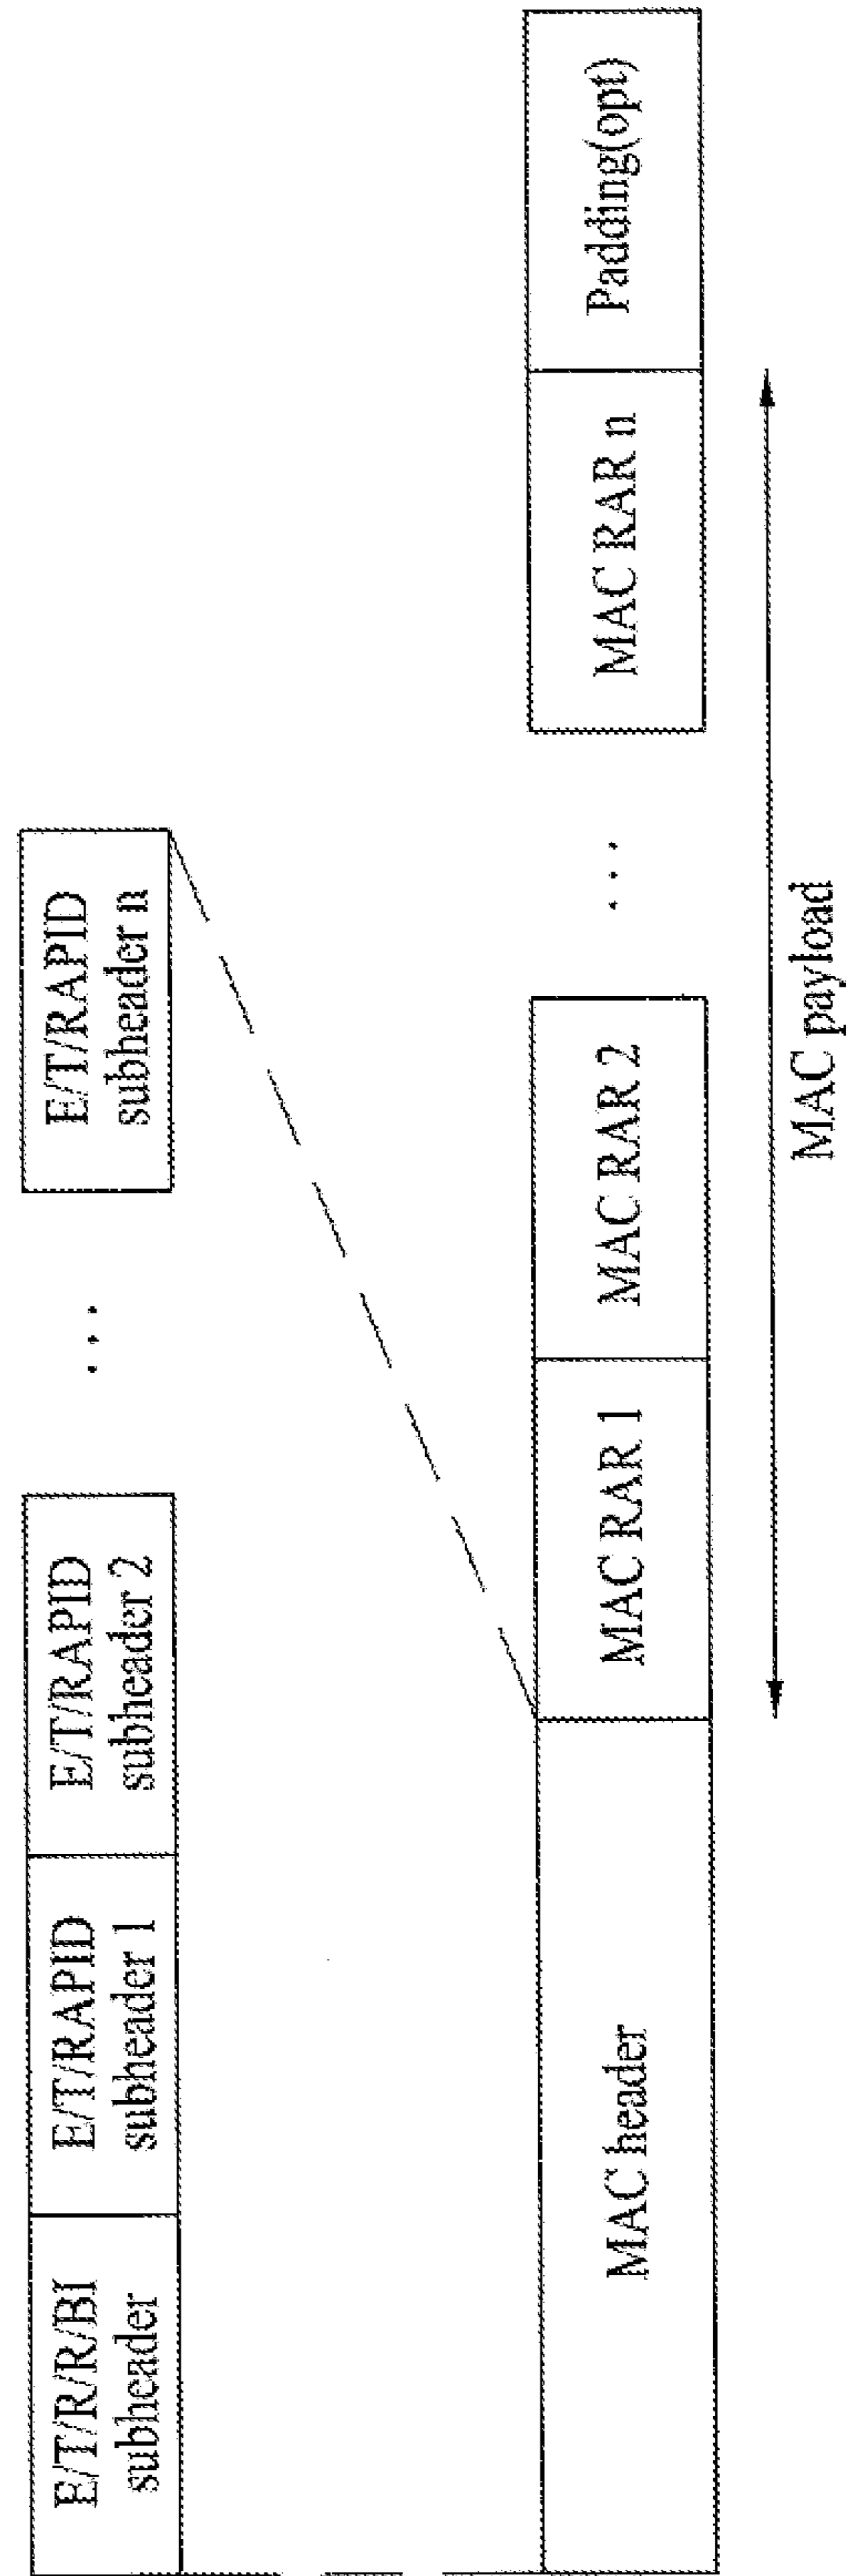 E/T/R/R/BI
subheader
E/T/RAPID
subheader 1
E/T/RAPID
subheader 2
...
E/T/RAPID
subheader n
MAC header
MAC RAR 1
MAC RAR 2
...
MAC RAR n
Padding(opt)
MAC payload